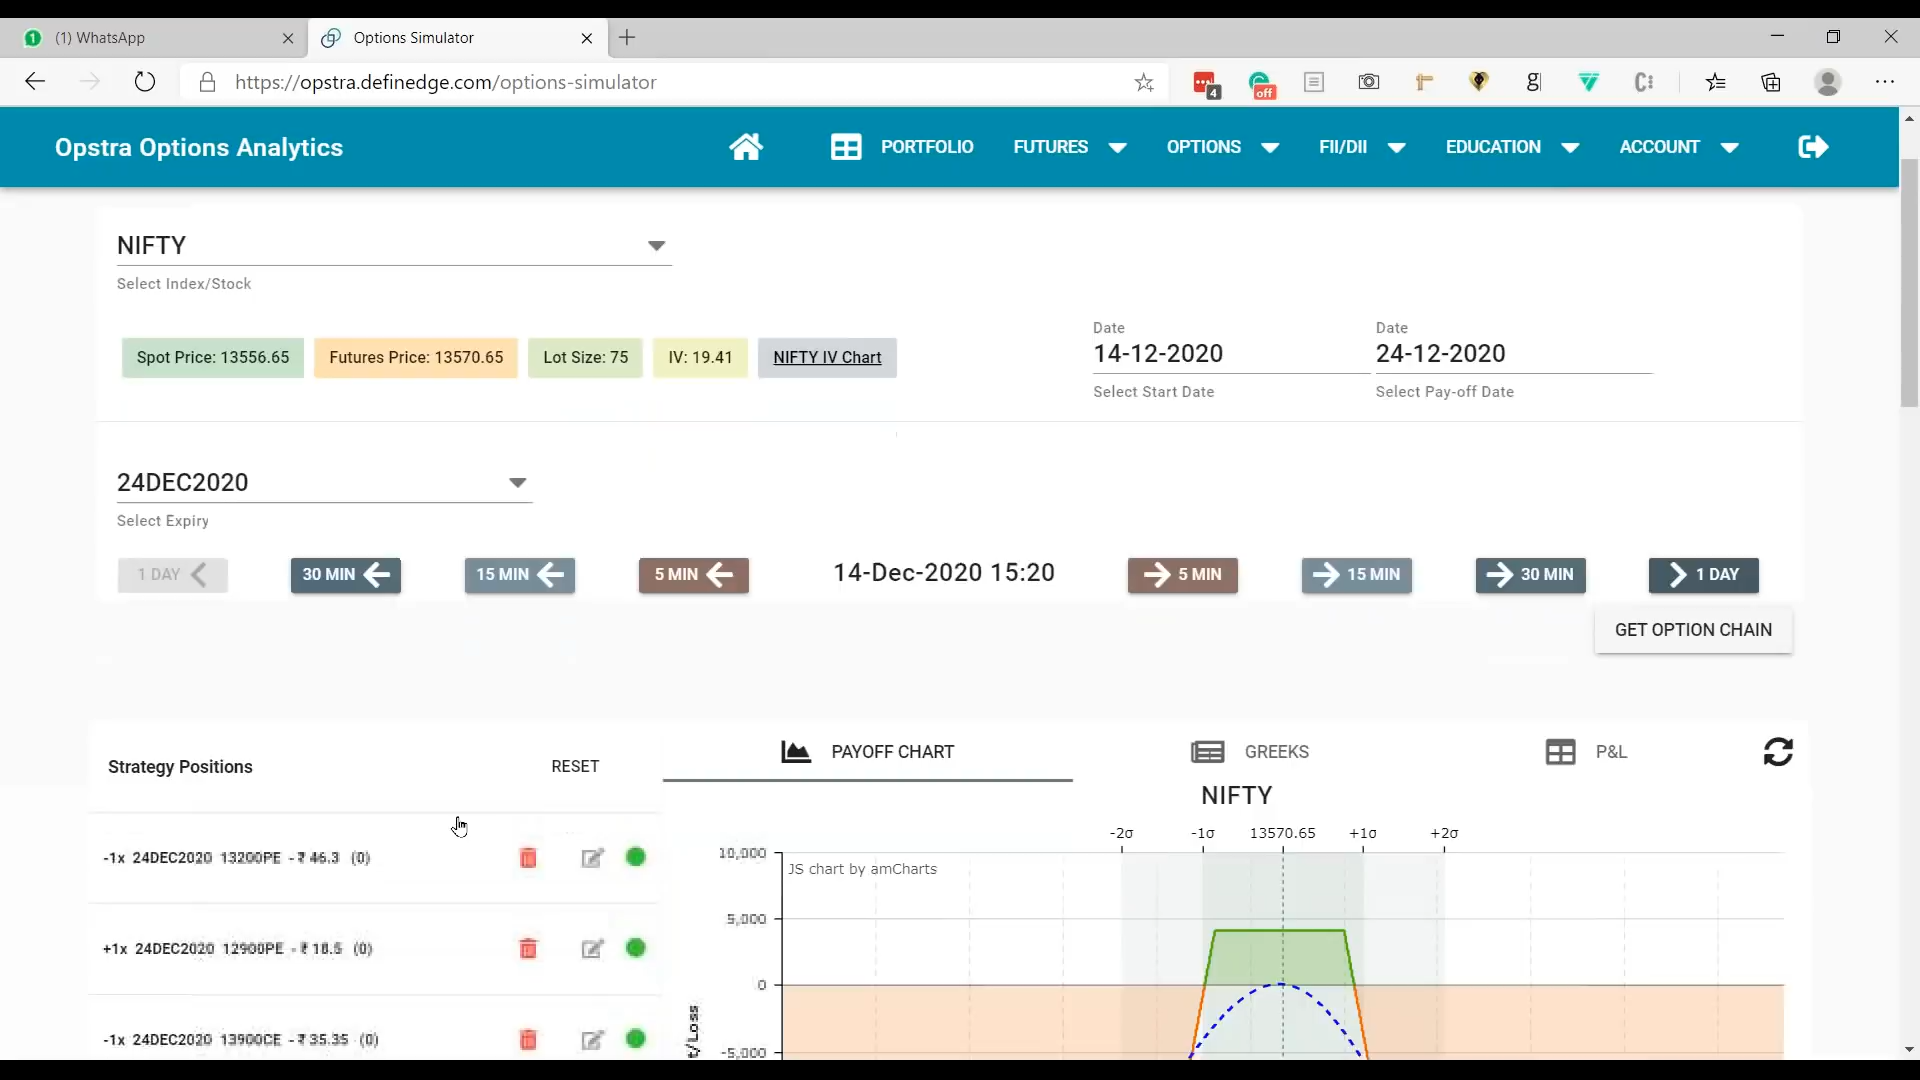 (1) WhatsApp
Options Simulator
https://opstra.definedge.com/options-simulator
4
off
g
Opstra Options Analytics
PORTFOLIO
FUTURES
OPTIONS
FII/DII
EDUCATION
ACCOUNT
NIFTY
Select Index/Stock
Spot Price: 13556.65
Futures Price: 13570.65
Lot Size: 75
IV: 19.41
NIFTY IV Chart
Date
14-12-2020
Select Start Date
Date
24-12-2020
Select Pay-off Date
24DEC2020
Select Expiry
1 DAY
30 MIN
15 MIN
5 MIN
14-Dec-2020 15:20
5 MIN
15 MIN
30 MIN
1 DAY
GET OPTION CHAIN
Strategy Positions
RESET
PAYOFF CHART
GREEKS
P&L
NIFTY
-2σ
-1σ
13570.65
+1σ
+2σ
-1x 24DEC2020 13200PE - ₹ 46.3 (0)
+1x 24DEC2020 12900PE - ₹ 18.5 (0)
-1x 24DEC2020 13900CE - ₹ 35.35 (0)
JS chart by amCharts
10,000
5,000
0
-5,000
t/Loss